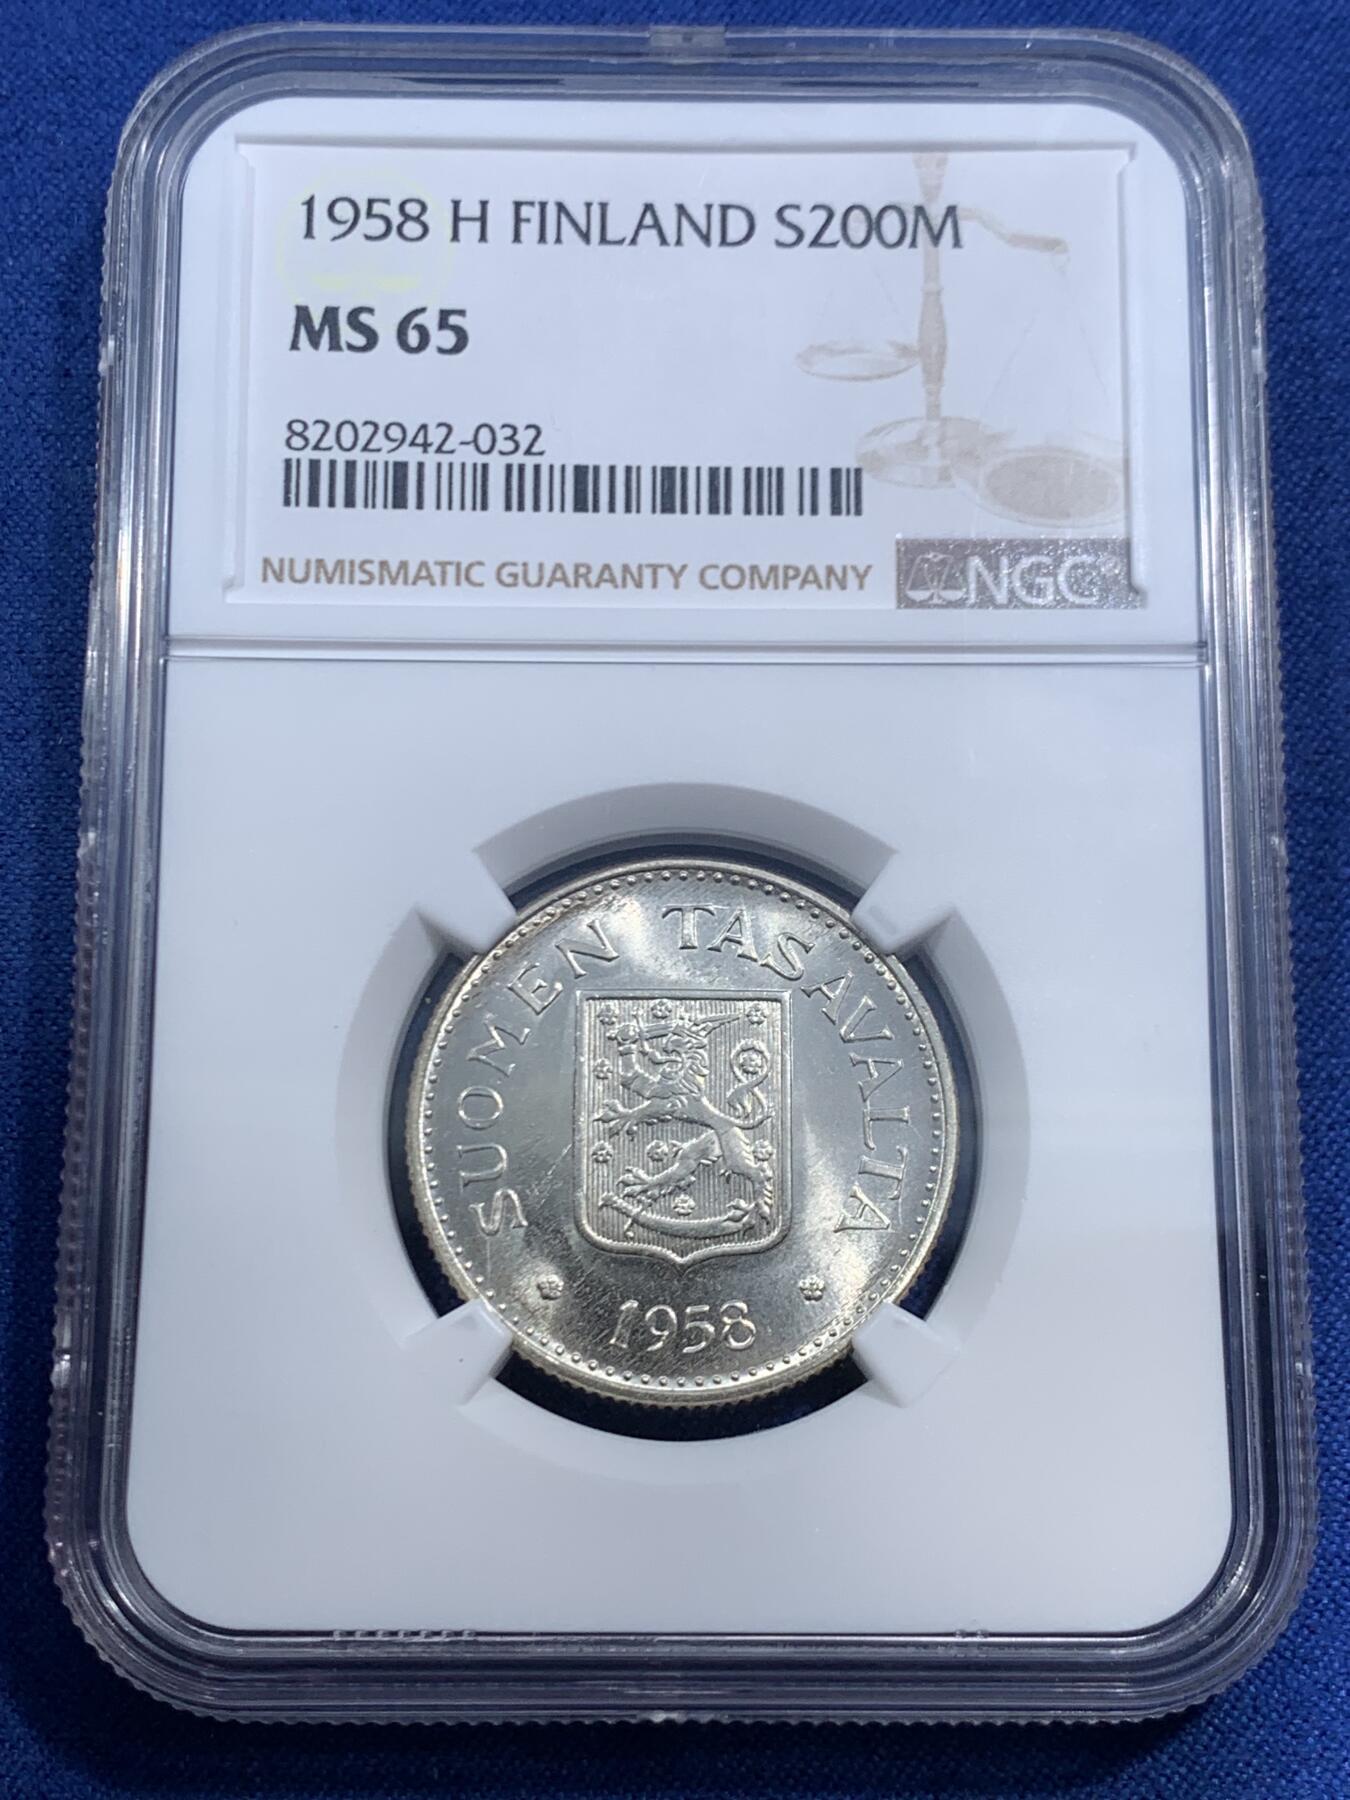 1958 H FINLAND S200M
MS 65
8202942-032
NUMISMATIC GUARANTY COMPANY
NGC
SUOMEN TASAVALTA
1958